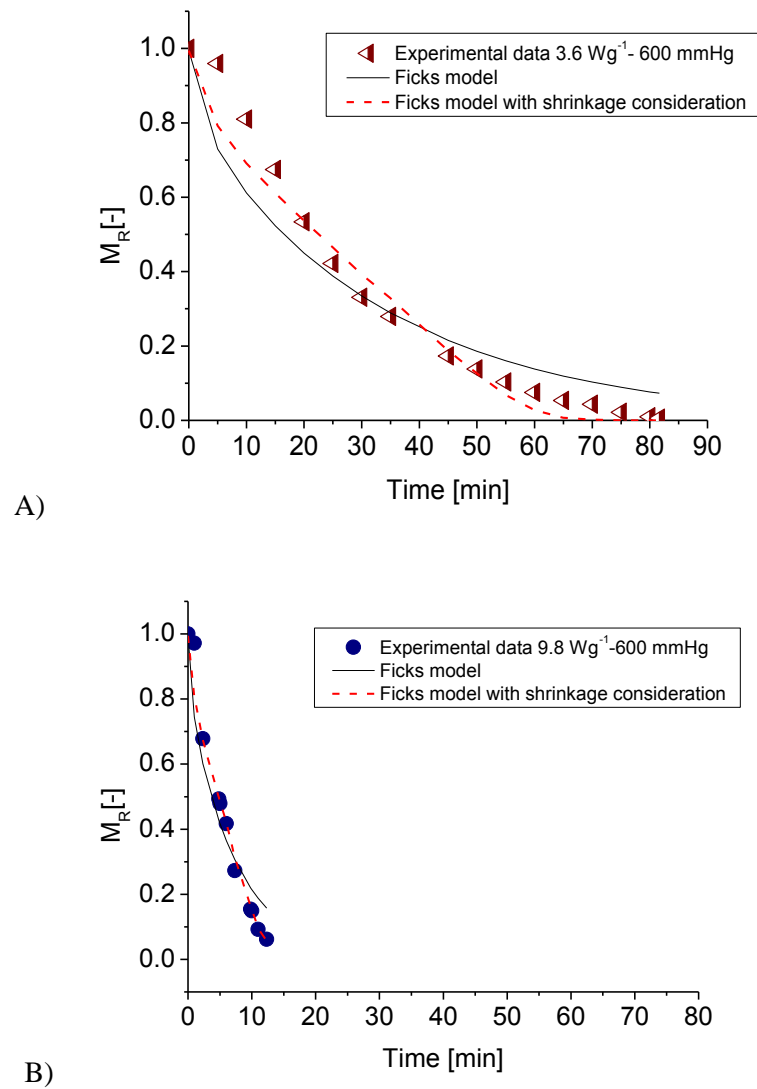 Experimental data 3.6 Wg⁻¹- 600 mmHg
Ficks model
Ficks model with shrinkage consideration
1.0
0.8
0.6
0.4
0.2
0.0
M_R[-]
0 10 20 30 40 50 60 70 80 90
Time [min]
A)
Experimental data 9.8 Wg⁻¹-600 mmHg
Ficks model
Ficks model with shrinkage consideration
1.0
0.8
0.6
0.4
0.2
0.0
M_R[-]
0 10 20 30 40 50 60 70 80
Time [min]
B)